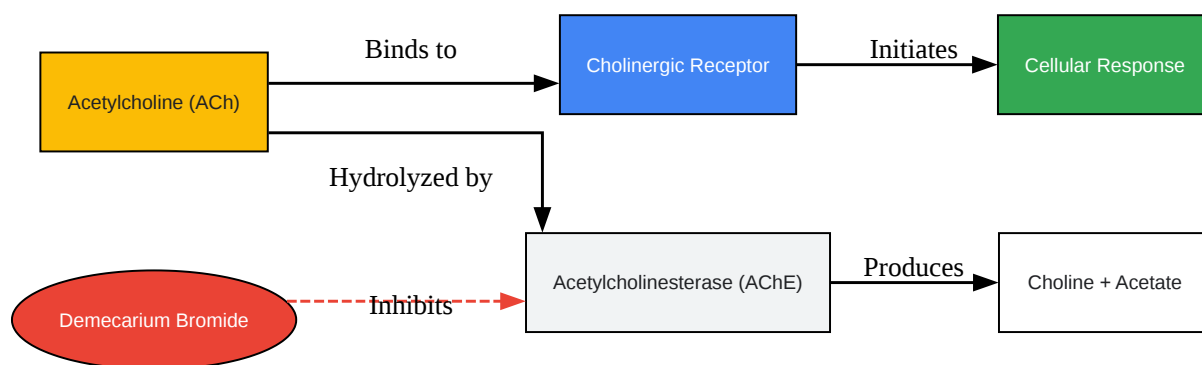 Binds to
Initiates
Acetylcholine (ACh)
Cholinergic Receptor
Cellular Response
Hydrolyzed by
Produces
Acetylcholinesterase (AChE)
Choline + Acetate
Inhibits
Demecarium Bromide